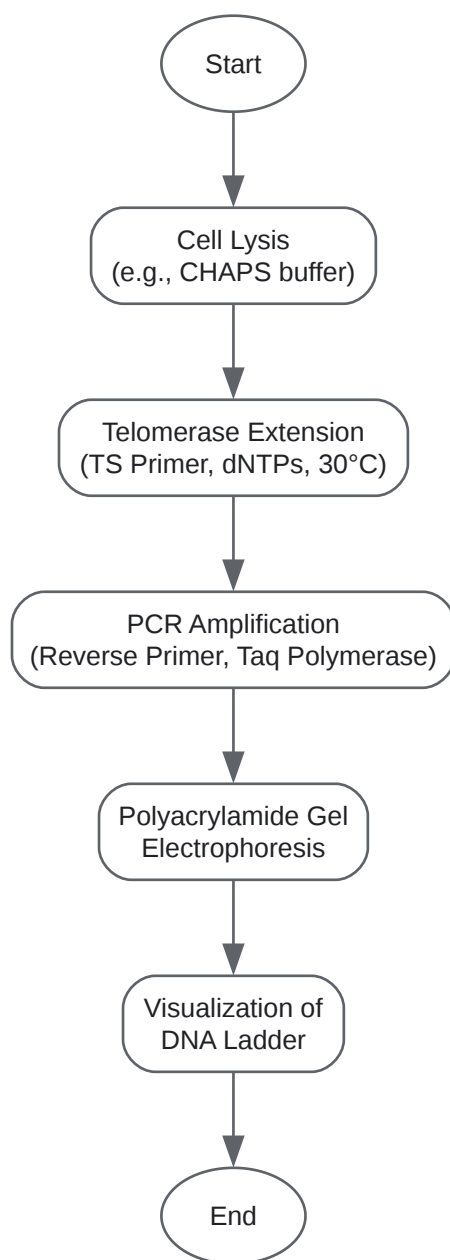 Start
Cell Lysis
(e.g., CHAPS buffer)
Telomerase Extension
(TS Primer, dNTPs, 30°C)
PCR Amplification
(Reverse Primer, Taq Polymerase)
Polyacrylamide Gel
Electrophoresis
Visualization of
DNA Ladder
End